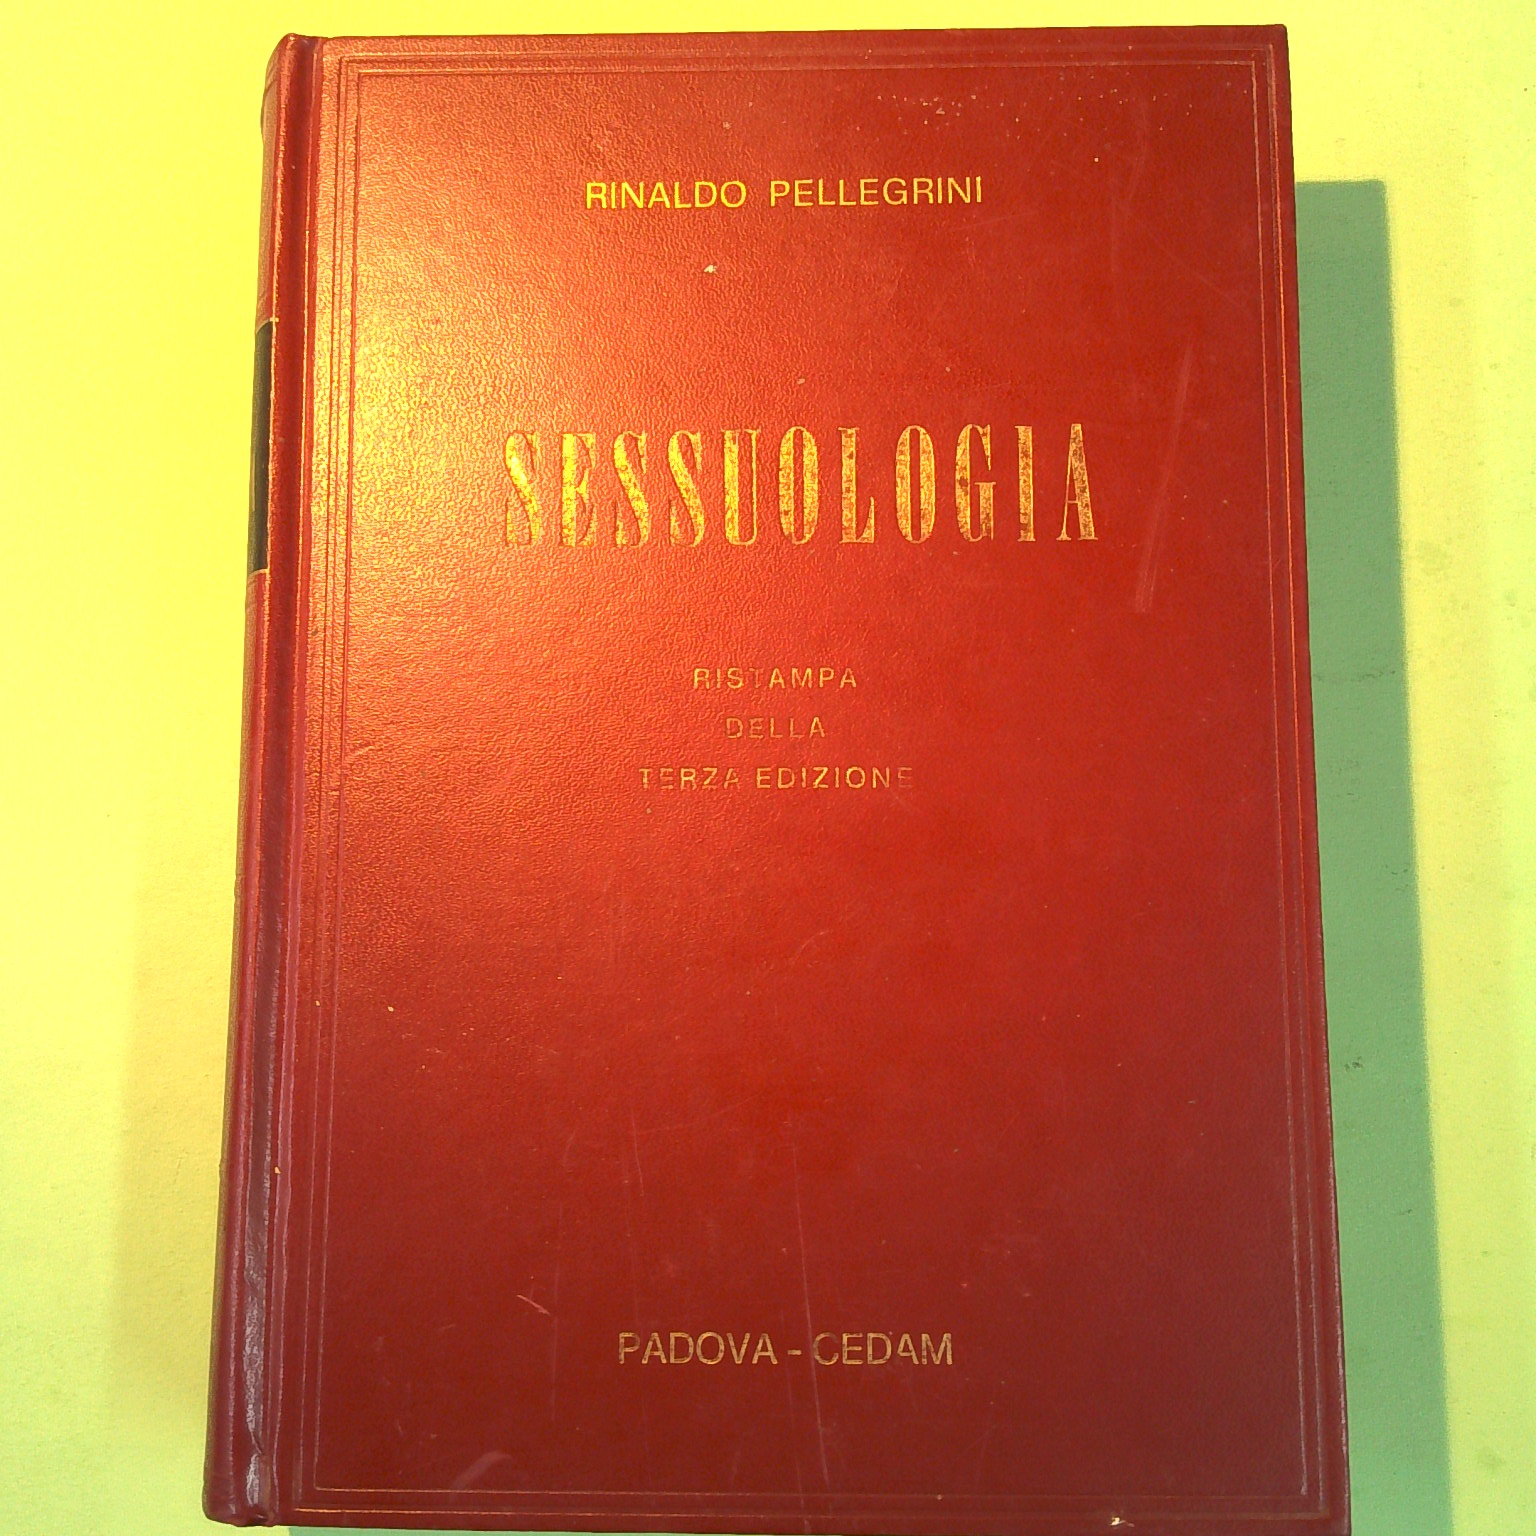 RINALDO PELLEGRINI
SESSUOLOGIA
RISTAMPA
DELLA
TERZA EDIZIONE
PADOVA - CEDAM